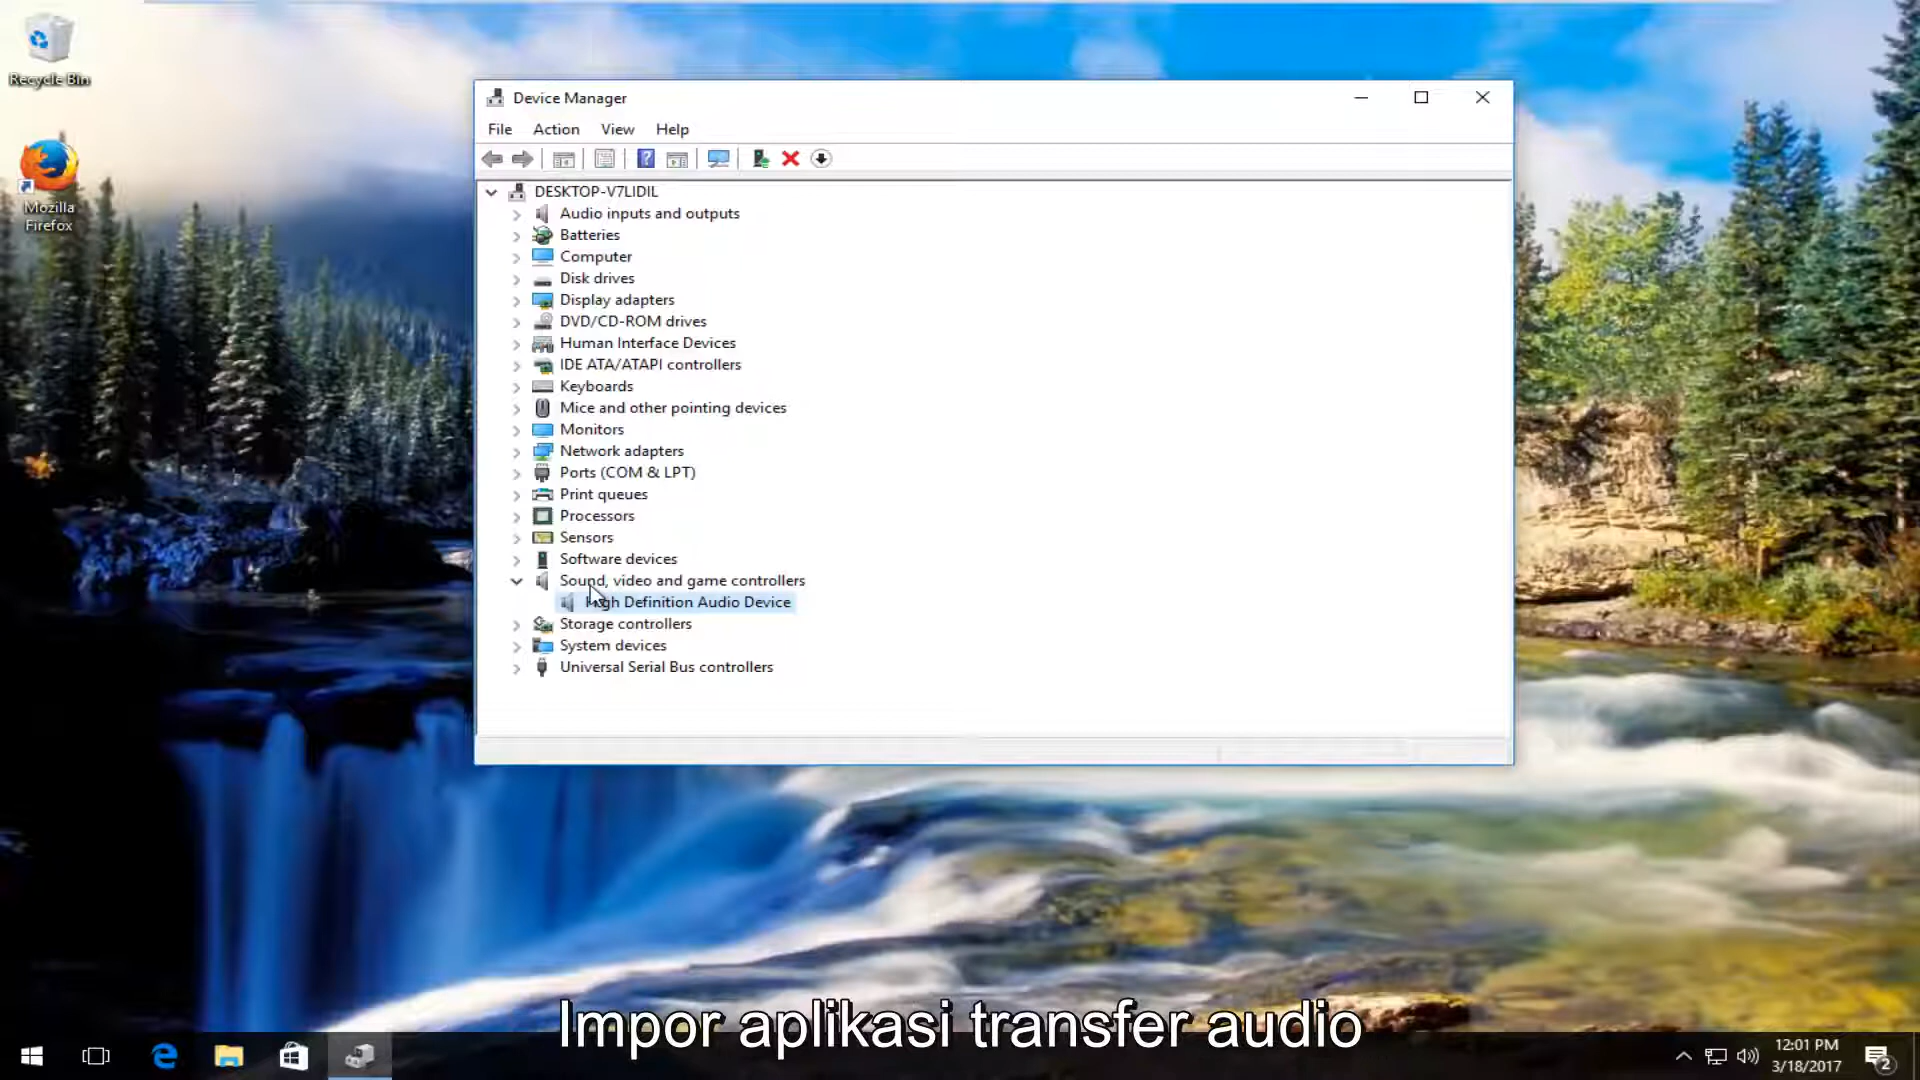 Recycle Bin
Mozilla
Firefox
Device Manager
File Action View Help
DESKTOP-V7LIDIL
Audio inputs and outputs
Batteries
Computer
Disk drives
Display adapters
DVD/CD-ROM drives
Human Interface Devices
IDE ATA/ATAPI controllers
Keyboards
Mice and other pointing devices
Monitors
Network adapters
Ports (COM & LPT)
Print queues
Processors
Sensors
Software devices
Sound, video and game controllers
High Definition Audio Device
Storage controllers
System devices
Universal Serial Bus controllers
Impor aplikasi transfer audio
12:01 PM
3/18/2017
2